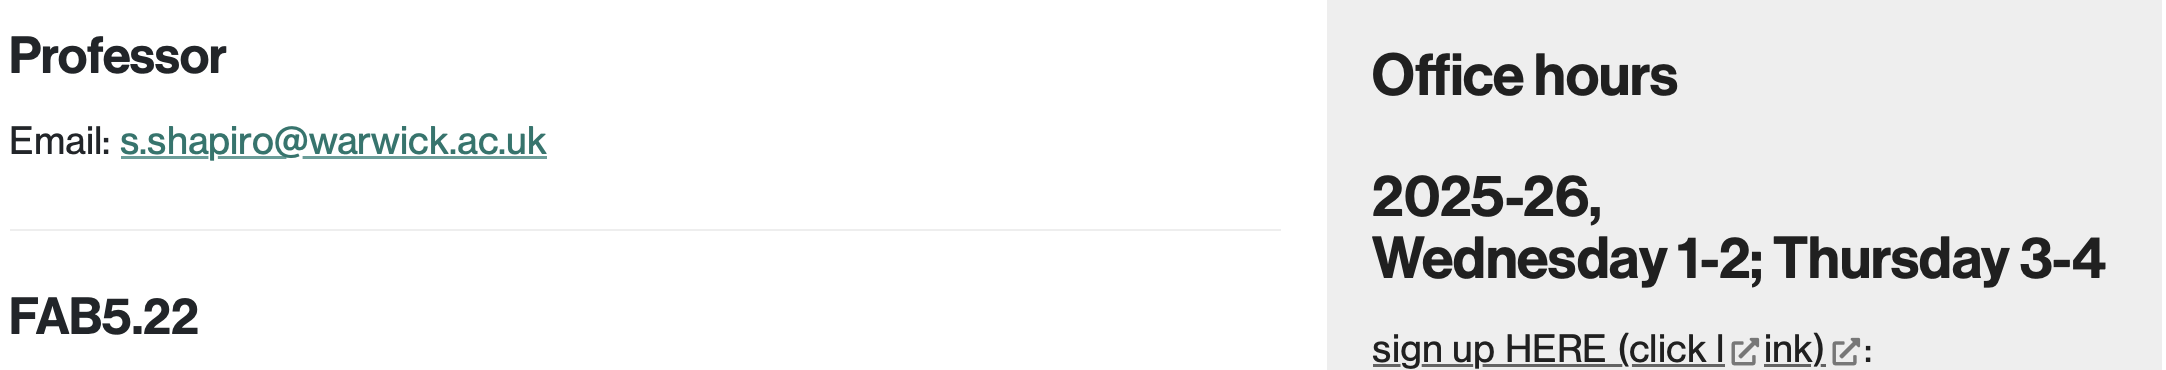 Professor
Email: s.shapiro@warwick.ac.uk
FAB5.22
Office hours
2025-26,
Wednesday 1-2; Thursday 3-4
sign up HERE (click link):